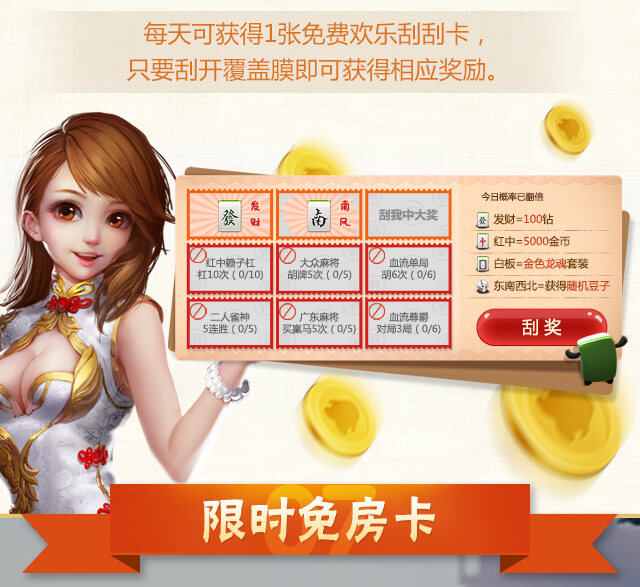 每天可获得1张免费欢乐刮刮卡，
只要刮开覆盖膜即可获得相应奖励。
發 发财
南 南风
刮我中大奖
红中赖子杠
杠10次（0/10）
大众麻将
胡牌5次（0/5）
血流单局
胡6次（0/6）
二人雀神
5连胜（0/5）
广东麻将
买赢马5次（0/5）
血流尊爵
对局3局（0/6）
今日概率已翻倍
發 发财=100钻
中 红中=5000金币
白板=金色龙魂套装
东南西北=获得随机豆子
刮奖
07
限时免房卡